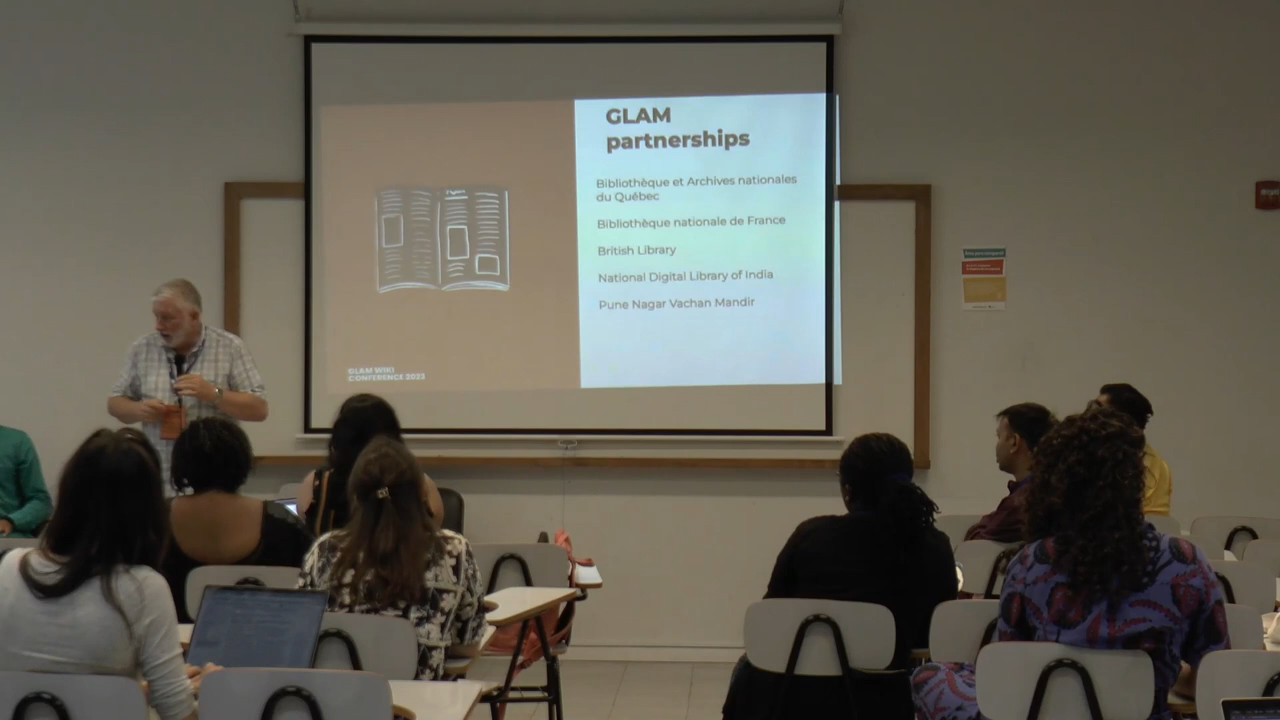 GLAM
partnerships
Bibliothèque et Archives nationales
du Québec
Bibliothèque nationale de France
British Library
National Digital Library of India
Pune Nagar Vachan Mandir
GLAM WIKI
CONFERENCE 2023